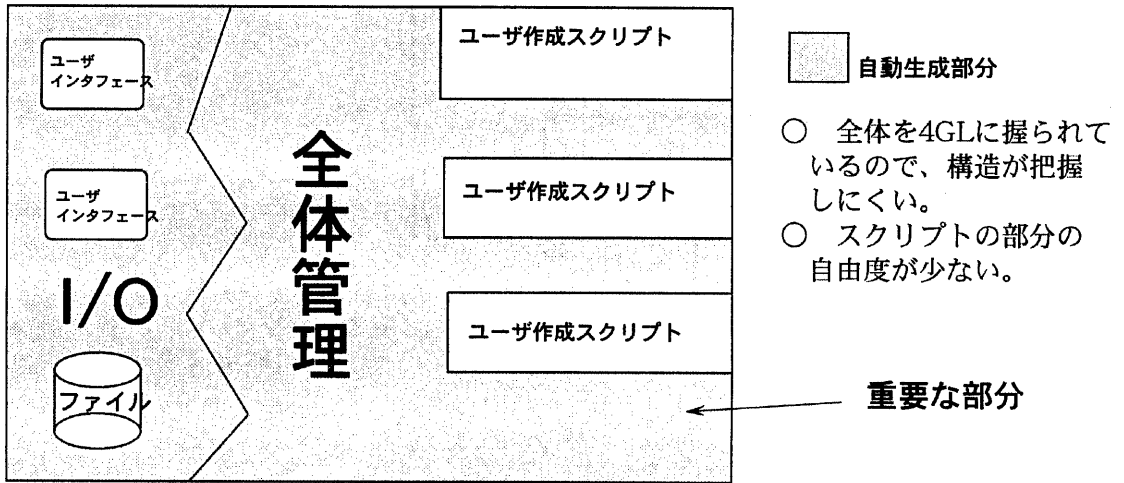 ユーザ
インタフェース
ユーザ
インタフェース
I/O
ファイル
全体管理
ユーザ作成スクリプト
ユーザ作成スクリプト
ユーザ作成スクリプト
自動生成部分
○ 全体を4GLに握られて
いるので、構造が把握
しにくい。
○ スクリプトの部分の
自由度が少ない。
重要な部分